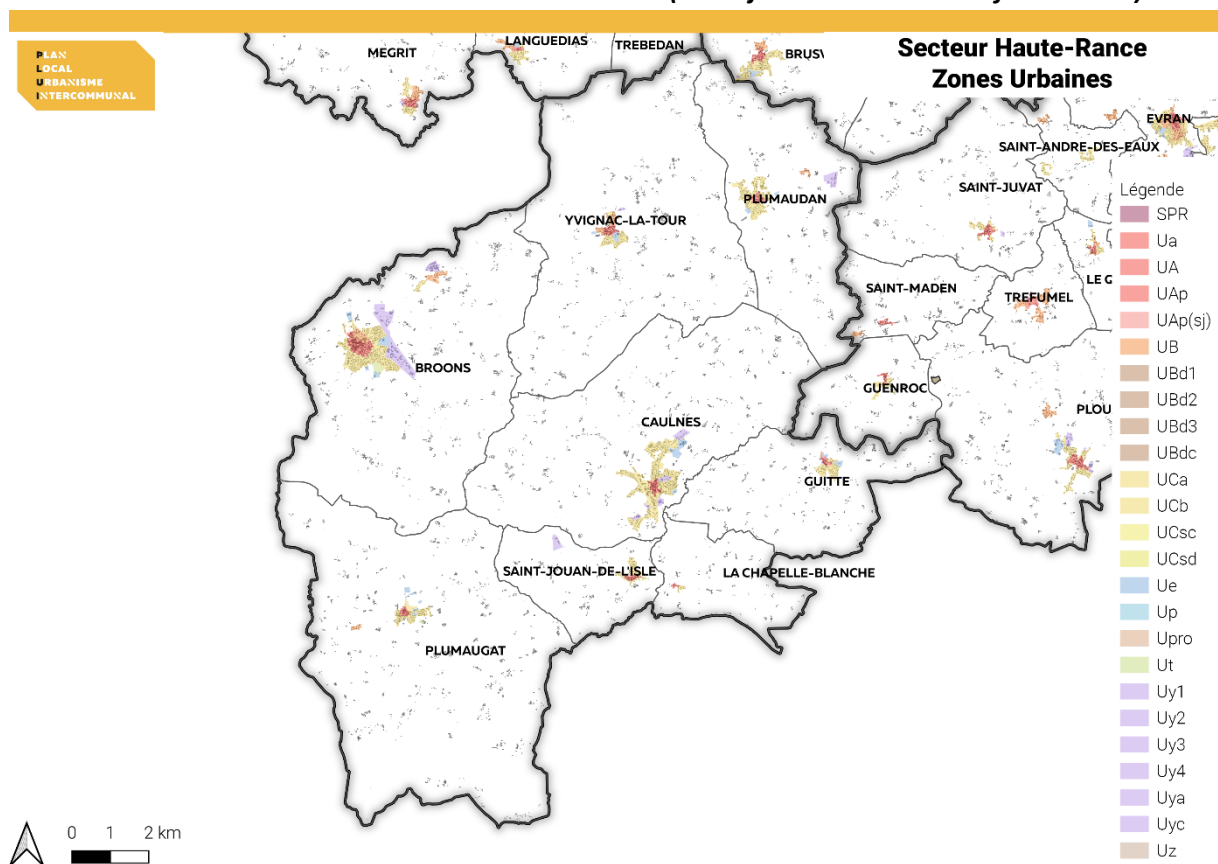 PLAN
LOCAL
URBANISME
INTERCOMMUNAL
Secteur Haute-Rance
Zones Urbaines
MEGRIT
LANGUEDIAS
TREBEDAN
BRUSV
EVRAN
SAINT-ANDRE-DES-EAUX
SAINT-JUVAT
PLUMAUDAN
YVIGNAC-LA-TOUR
SAINT-MADEN
TREFUMEL
LE G
BROONS
GUENROC
PLOU
CAULNES
GUITTE
SAINT-JOUAN-DE-L'ISLE
LA CHAPELLE-BLANCHE
PLUMAUGAT
Légende
SPR
Ua
UA
UAp
UAp(sj)
UB
UBd1
UBd2
UBd3
UBdc
UCa
UCb
UCsc
UCsd
Ue
Up
Upro
Ut
Uy1
Uy2
Uy3
Uy4
Uya
Uyc
Uz
0 1 2 km